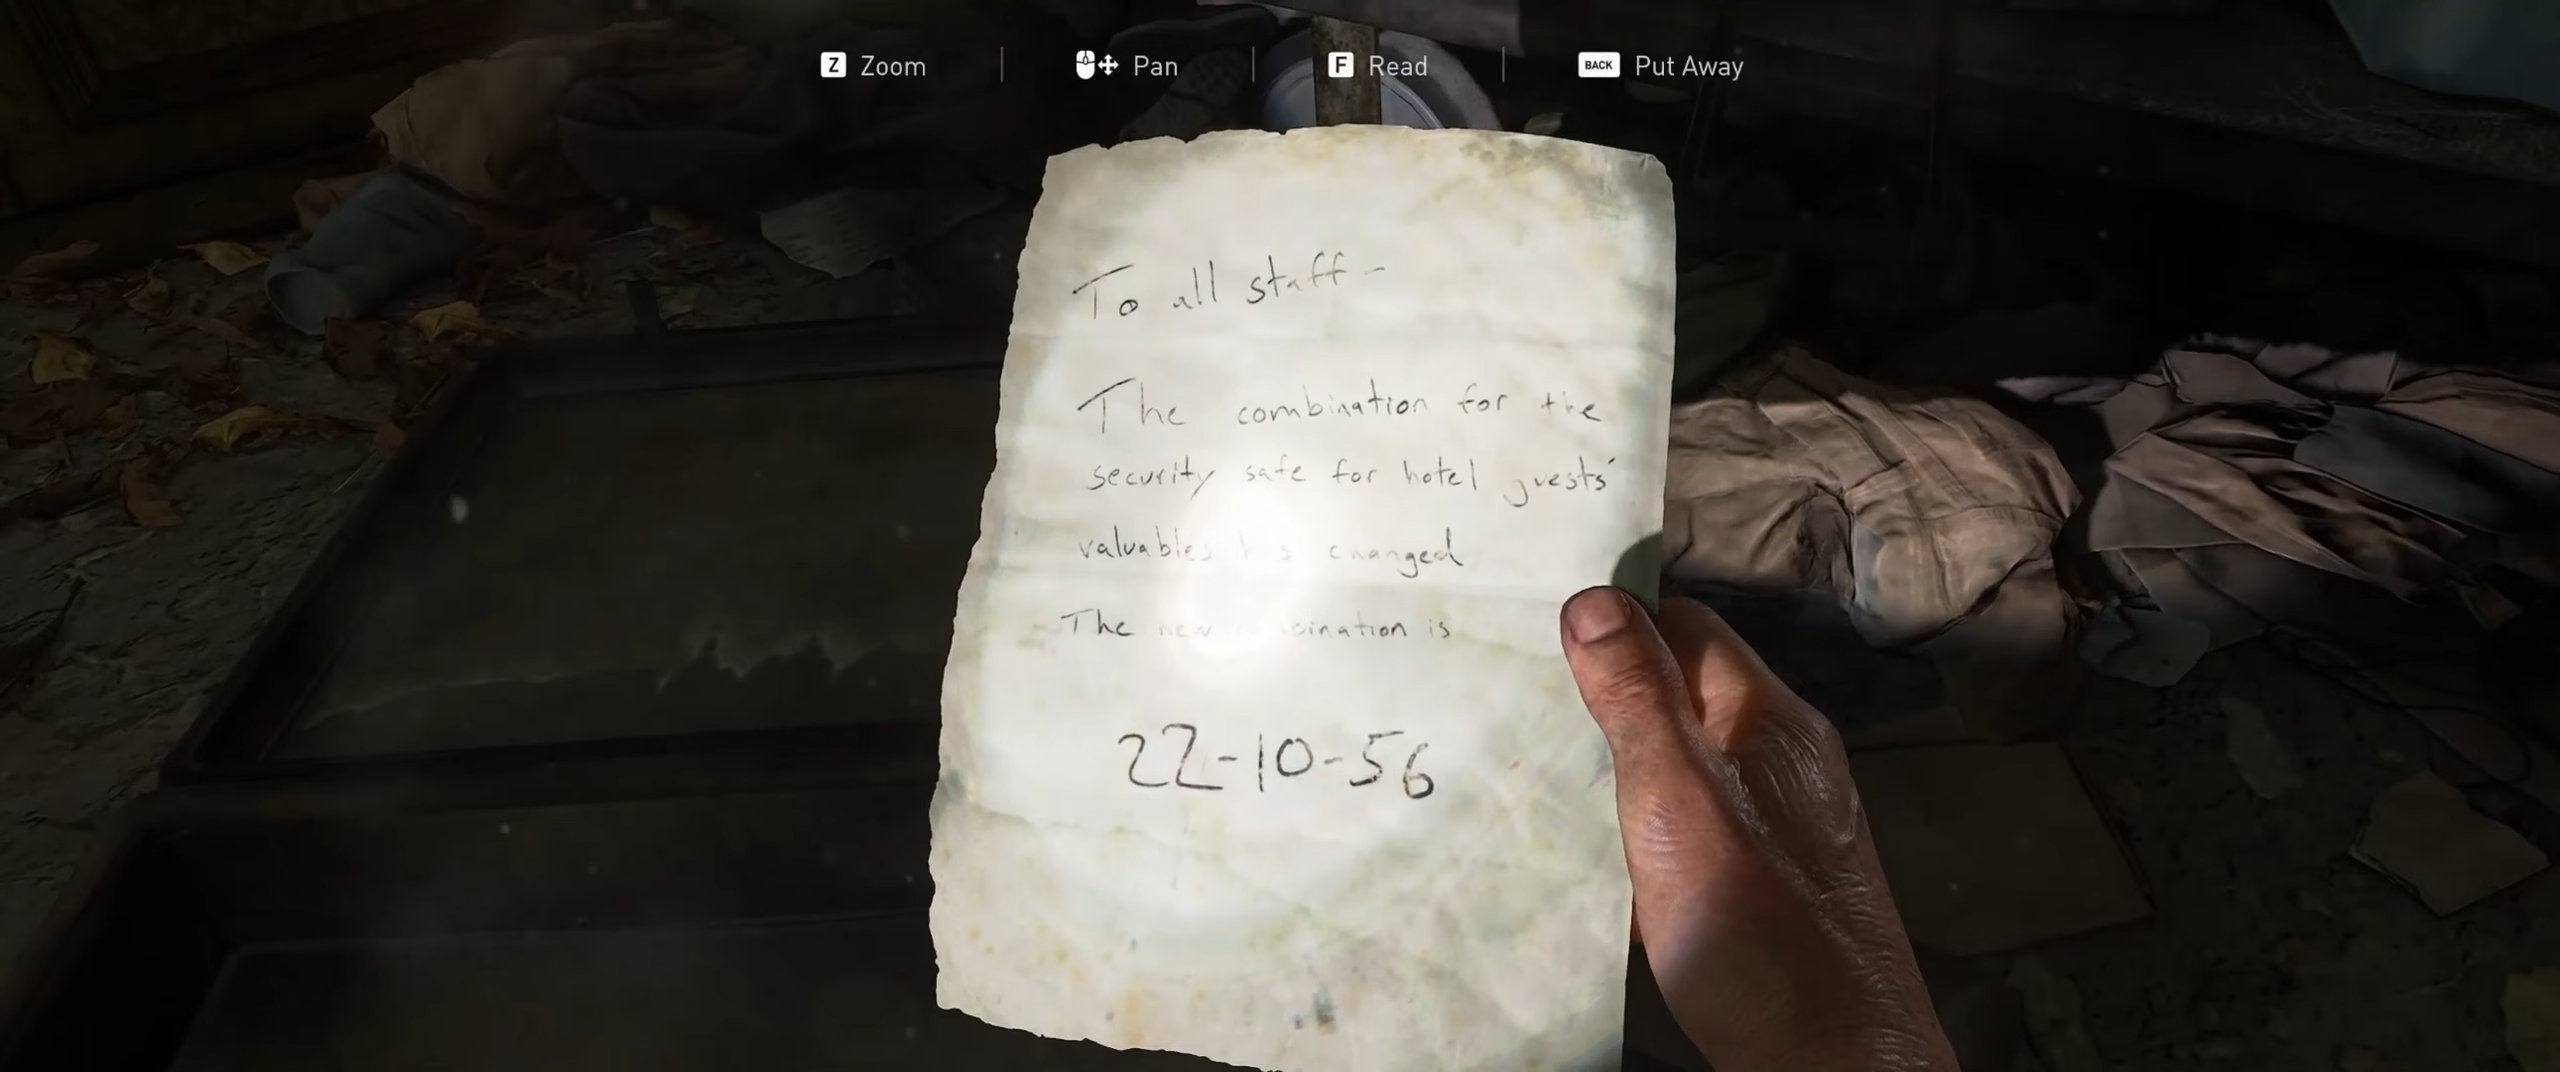 Z Zoom | Pan | F Read | BACK Put Away
To all staff -
The combination for the
security safe for hotel guests'
valuables changed
The new is
22-10-56